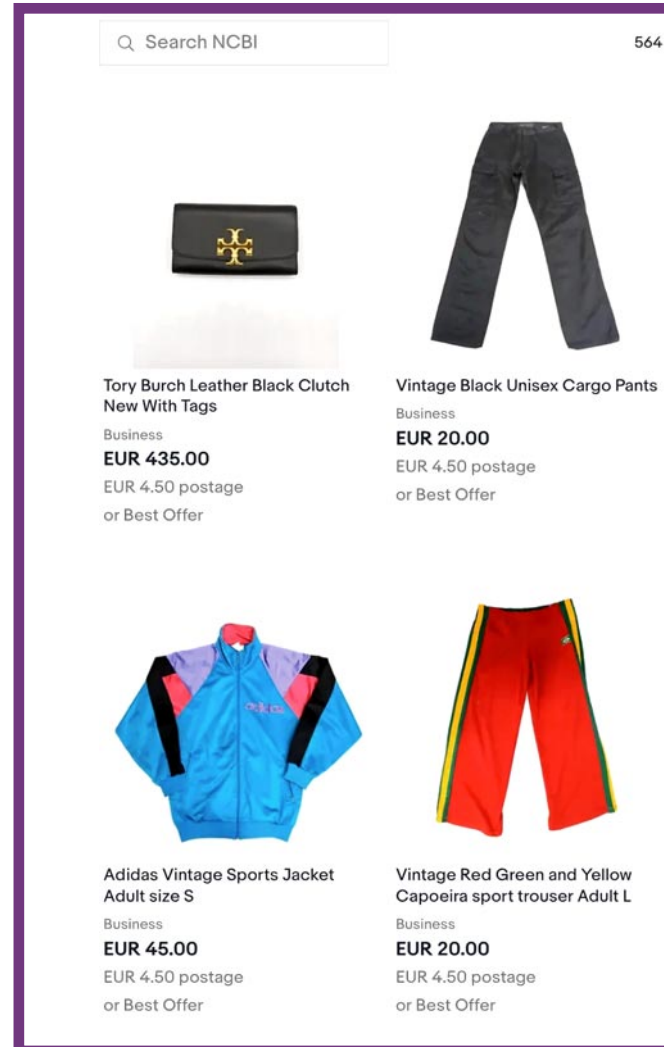 Search NCBI
564
Tory Burch Leather Black Clutch
New With Tags
Business
EUR 435.00
EUR 4.50 postage
or Best Offer
Vintage Black Unisex Cargo Pants
Business
EUR 20.00
EUR 4.50 postage
or Best Offer
adidas
Adidas Vintage Sports Jacket
Adult size S
Business
EUR 45.00
EUR 4.50 postage
or Best Offer
Vintage Red Green and Yellow
Capoeira sport trouser Adult L
Business
EUR 20.00
EUR 4.50 postage
or Best Offer